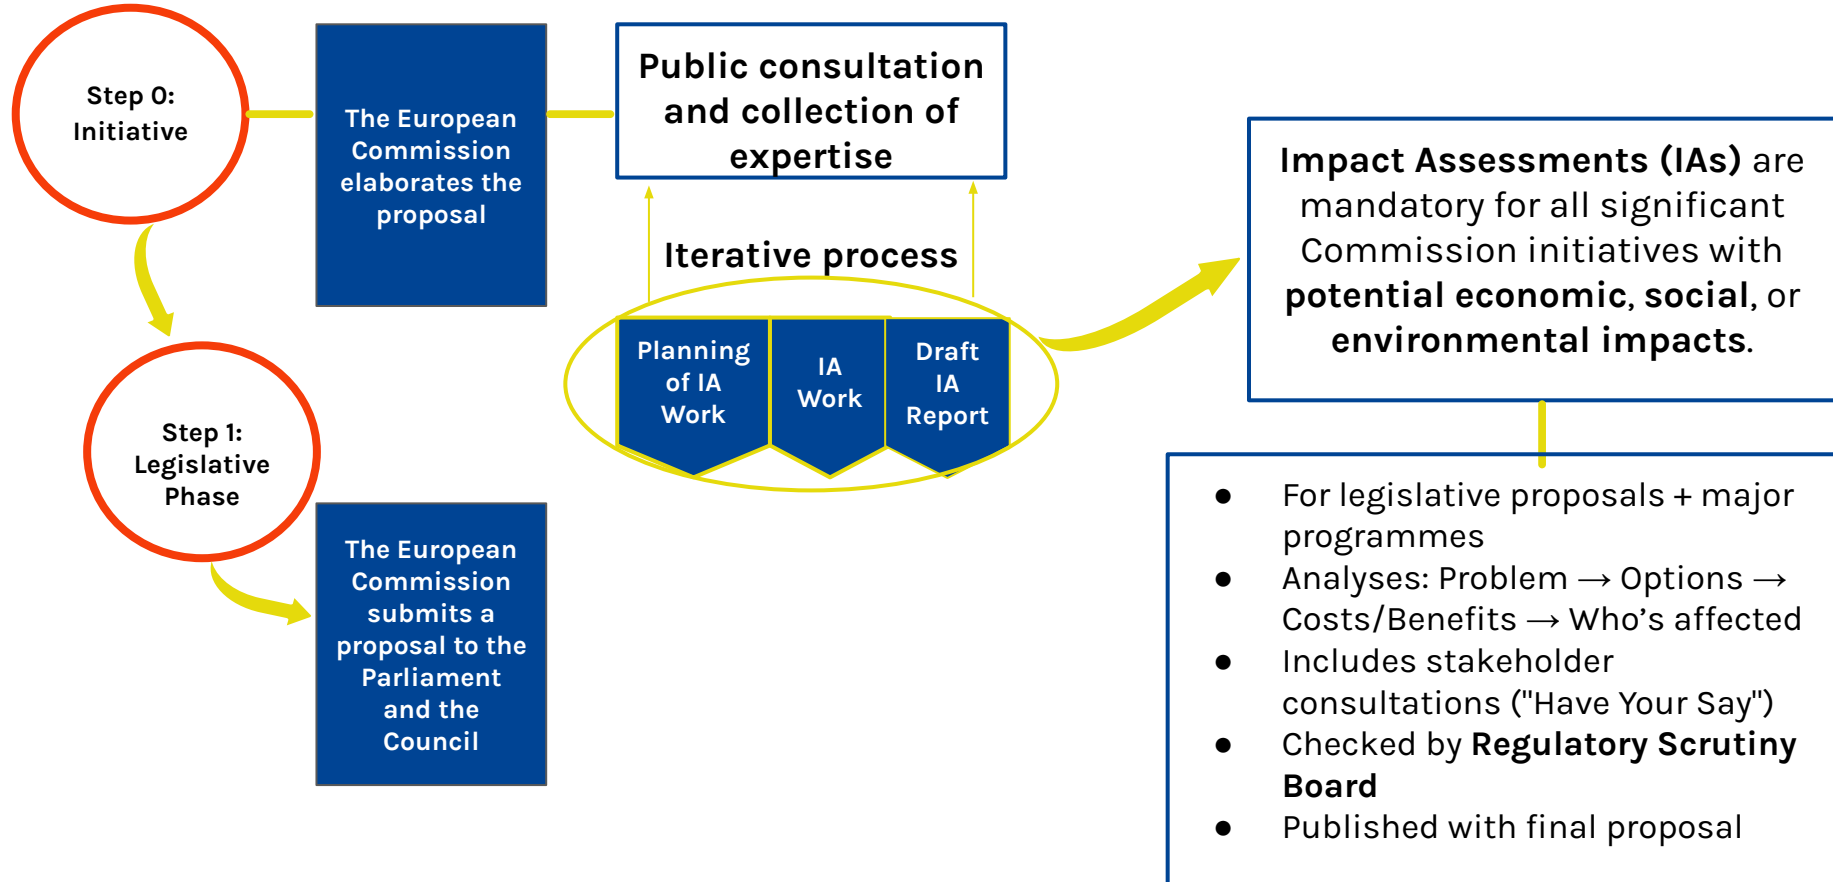 Step 0:
Initiative
The European
Commission
elaborates the
proposal
Public consultation
and collection of
expertise
Iterative process
Planning
of IA
Work
IA
Work
Draft
IA
Report
Impact Assessments (IAs) are
mandatory for all significant
Commission initiatives with
potential economic, social, or
environmental impacts.
Step 1:
Legislative
Phase
The European
Commission
submits a
proposal to the
Parliament
and the
Council
● For legislative proposals + major
programmes
● Analyses: Problem → Options →
Costs/Benefits → Who’s affected
● Includes stakeholder
consultations ("Have Your Say")
● Checked by Regulatory Scrutiny
Board
● Published with final proposal